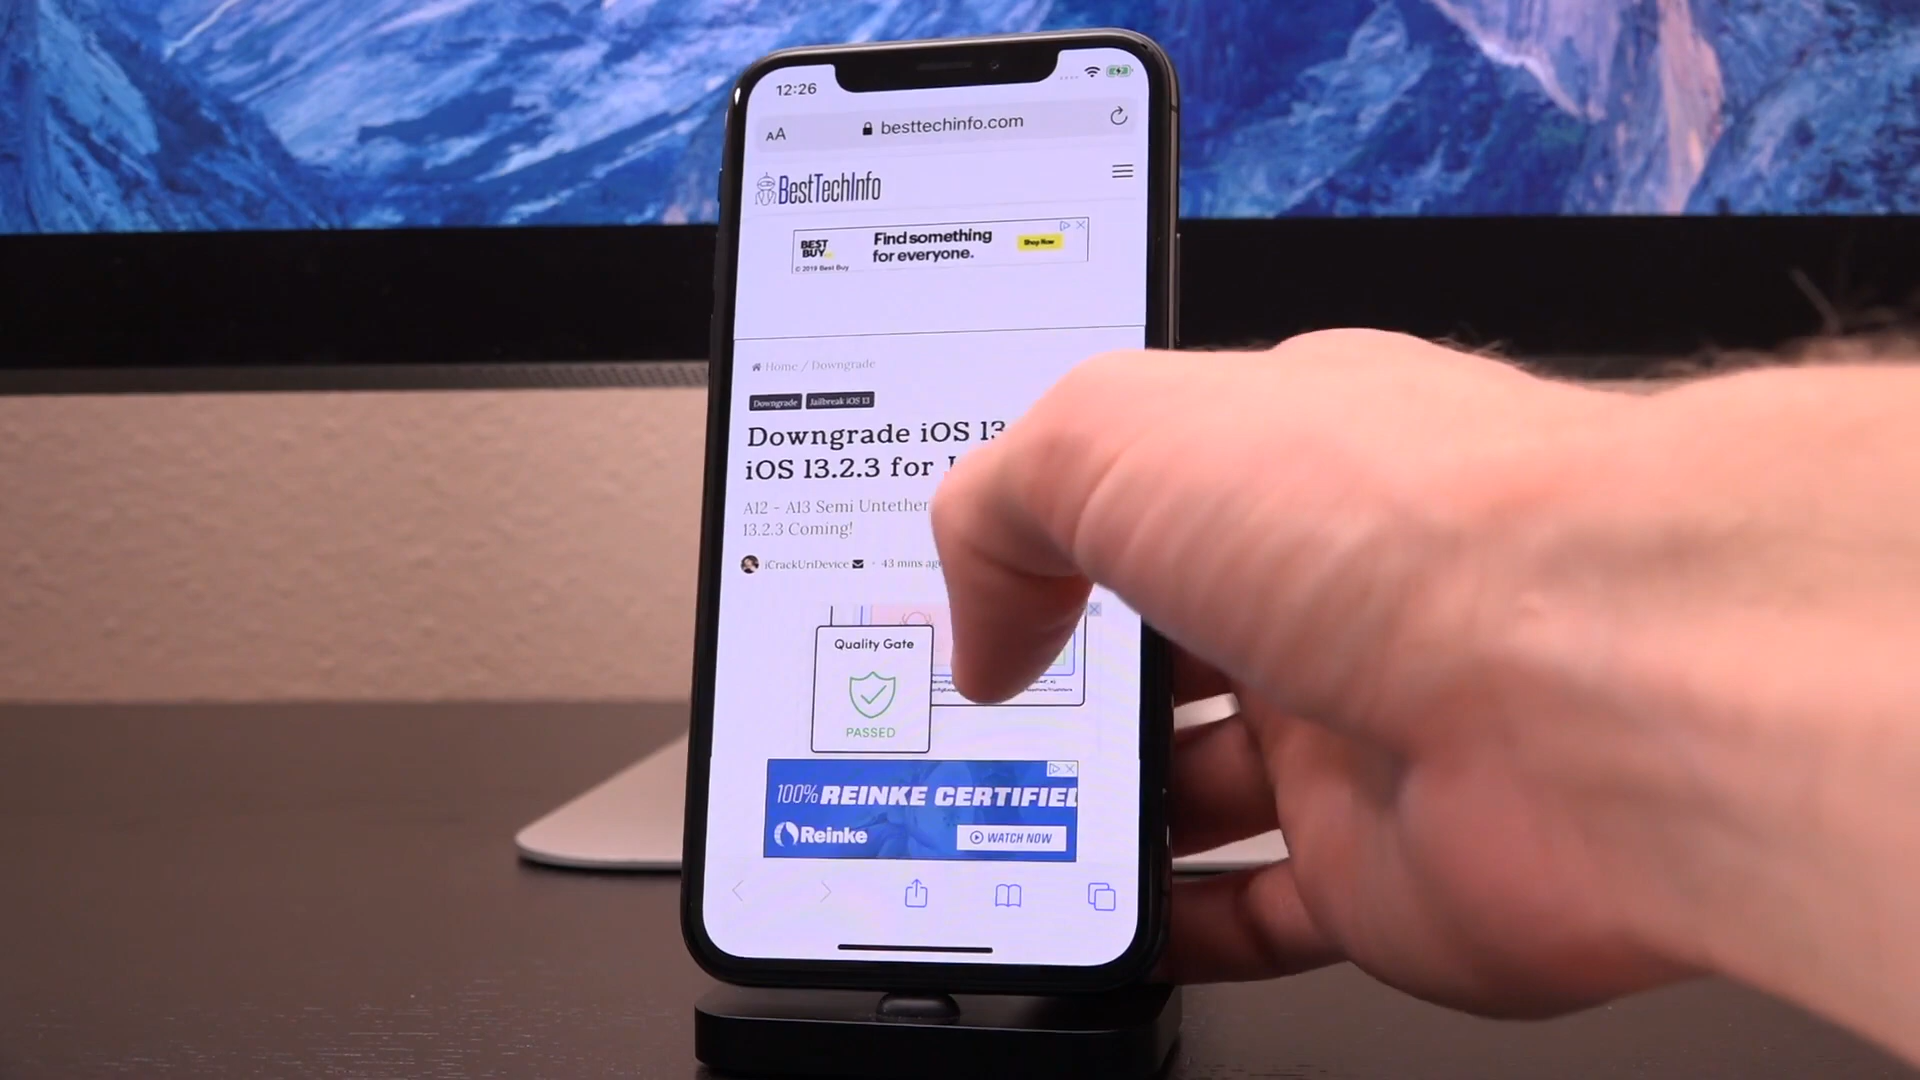 12:26
AA
besttechinfo.com
BestTechInfo
BEST
BUY
© 2019 Best Buy
Find something
for everyone.
Shop Now
Home / Downgrade
Downgrade
Jailbreak iOS 13
Downgrade iOS 13
iOS 13.2.3 for
A12 - A13 Semi Untether
13.2.3 Coming!
iCrackUriDevice
43 mins
Quality Gate
PASSED
100% REINKE CERTIFIED
Reinke
WATCH NOW